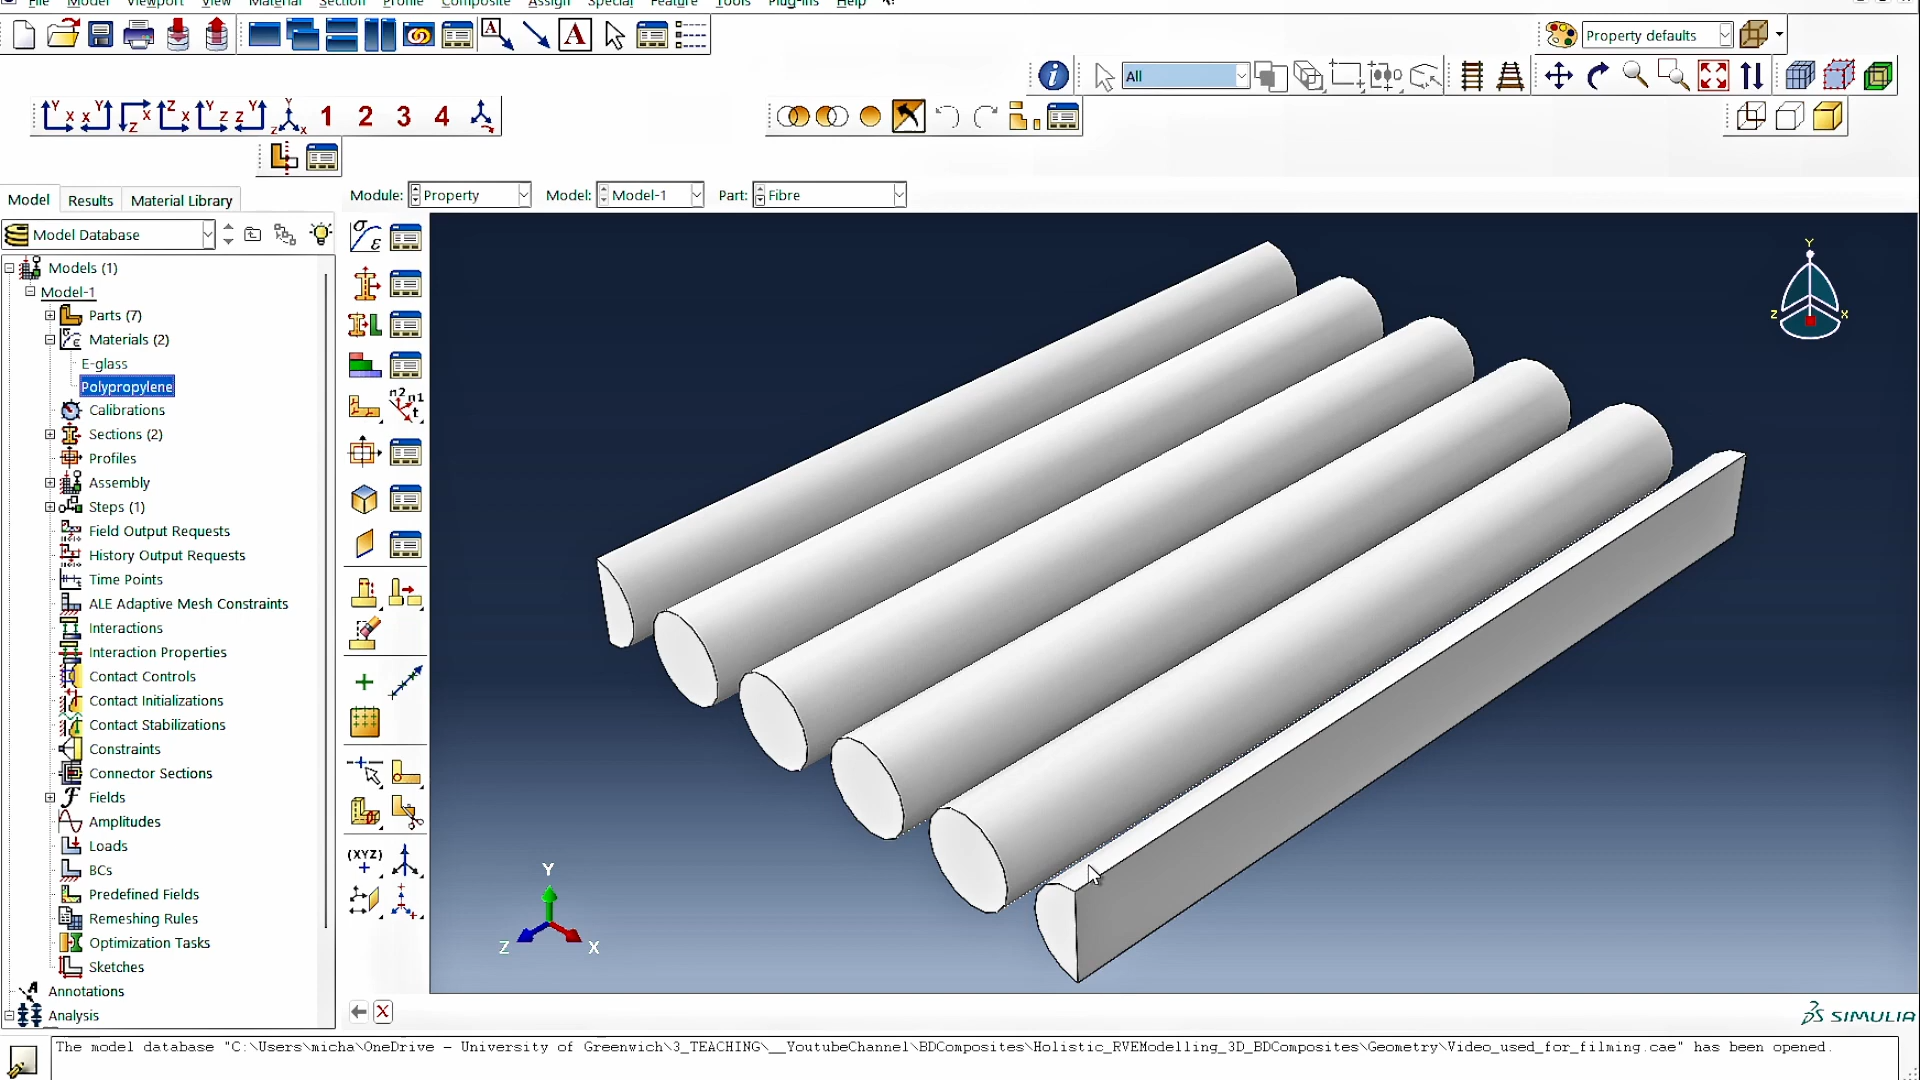 File Model Viewport View Material Section Profile Composite Assign Special Feature Tools Plug-ins Help
Property defaults
All
1 2 3 4
Model Results Material Library
Module: Property Model: Model-1 Part: Fibre
Model Database
Models (1)
Model-1
Parts (7)
Materials (2)
E-glass
Polypropylene
Calibrations
Sections (2)
Profiles
Assembly
Steps (1)
Field Output Requests
History Output Requests
Time Points
ALE Adaptive Mesh Constraints
Interactions
Interaction Properties
Contact Controls
Contact Initializations
Contact Stabilizations
Constraints
Connector Sections
Fields
Amplitudes
Loads
BCs
Predefined Fields
Remeshing Rules
Optimization Tasks
Sketches
Annotations
Analysis
(XYZ)
Y
Z X
Y
Z X
SIMULIA
The model database "C:\Users\micha\OneDrive - University of Greenwich\3_TEACHING\__YoutubeChannel\BDComposites\Holistic_RVEModelling_3D_BDComposites\Geometry\Video_used_for_filming.cae" has been opened.